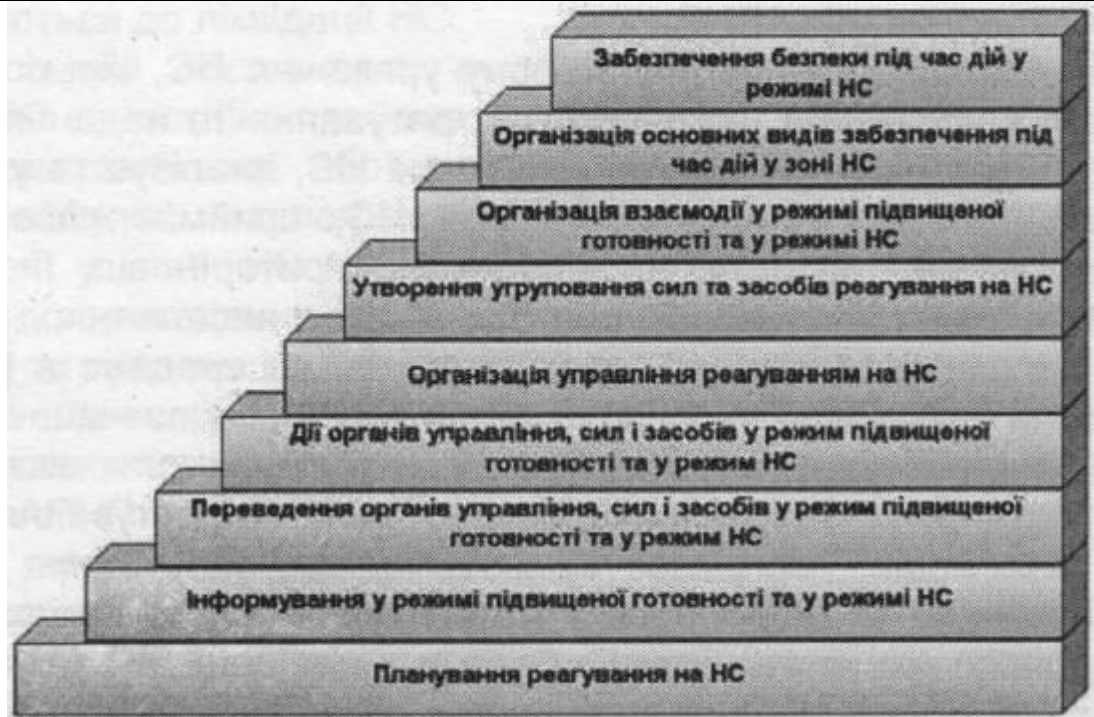 Забезпечення безпеки під час дій у
режимі НС
Організація основних видів забезпечення під
час дій у зоні НС
Організація взаємодії у режимі підвищеної
готовності та у режимі НС
Утворення угруповання сил та засобів реагування на НС
Організація управління реагуванням на НС
Дії органів управління, сил і засобів у режим підвищеної
готовності та у режим НС
Переведення органів управління, сил і засобів у режим підвищеної
готовності та у режим НС
Інформування у режимі підвищеної готовності та у режимі НС
Планування реагування на НС